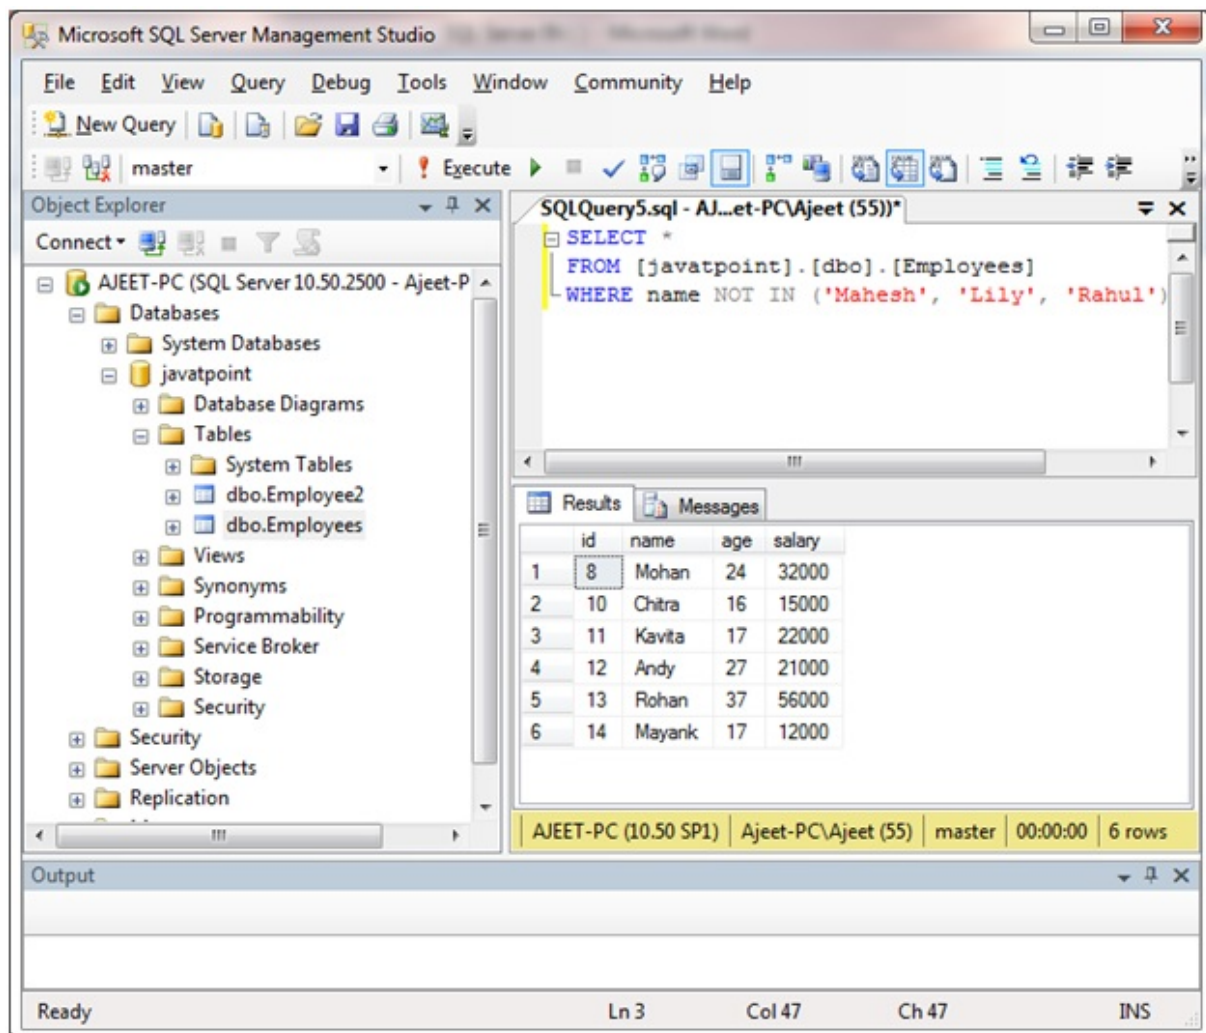 Microsoft SQL Server Management Studio
File Edit View Query Debug Tools Window Community Help
New Query
master Execute
Object Explorer
Connect
AJEET-PC (SQL Server 10.50.2500 - Ajeet-P
Databases
System Databases
javatpoint
Database Diagrams
Tables
System Tables
dbo.Employee2
dbo.Employees
Views
Synonyms
Programmability
Service Broker
Storage
Security
Security
Server Objects
Replication
SQLQuery5.sql - AJ...et-PC\Ajeet (55))*
SELECT *
FROM [javatpoint].[dbo].[Employees]
WHERE name NOT IN ('Mahesh', 'Lily', 'Rahul')
Results Messages
id name age salary
1 8 Mohan 24 32000
2 10 Chitra 16 15000
3 11 Kavita 17 22000
4 12 Andy 27 21000
5 13 Rohan 37 56000
6 14 Mayank 17 12000
AJEET-PC (10.50 SP1) Ajeet-PC\Ajeet (55) master 00:00:00 6 rows
Output
Ready Ln 3 Col 47 Ch 47 INS